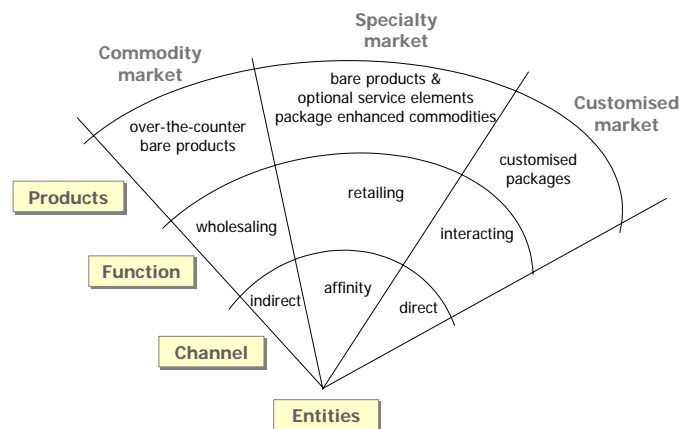 Specialty
market
Commodity
market
bare products &
optional service elements
package enhanced commodities
Customised
market
over-the-counter
bare products
customised
packages
Products
retailing
wholesaling
interacting
Function
indirect
affinity
direct
Channel
Entities